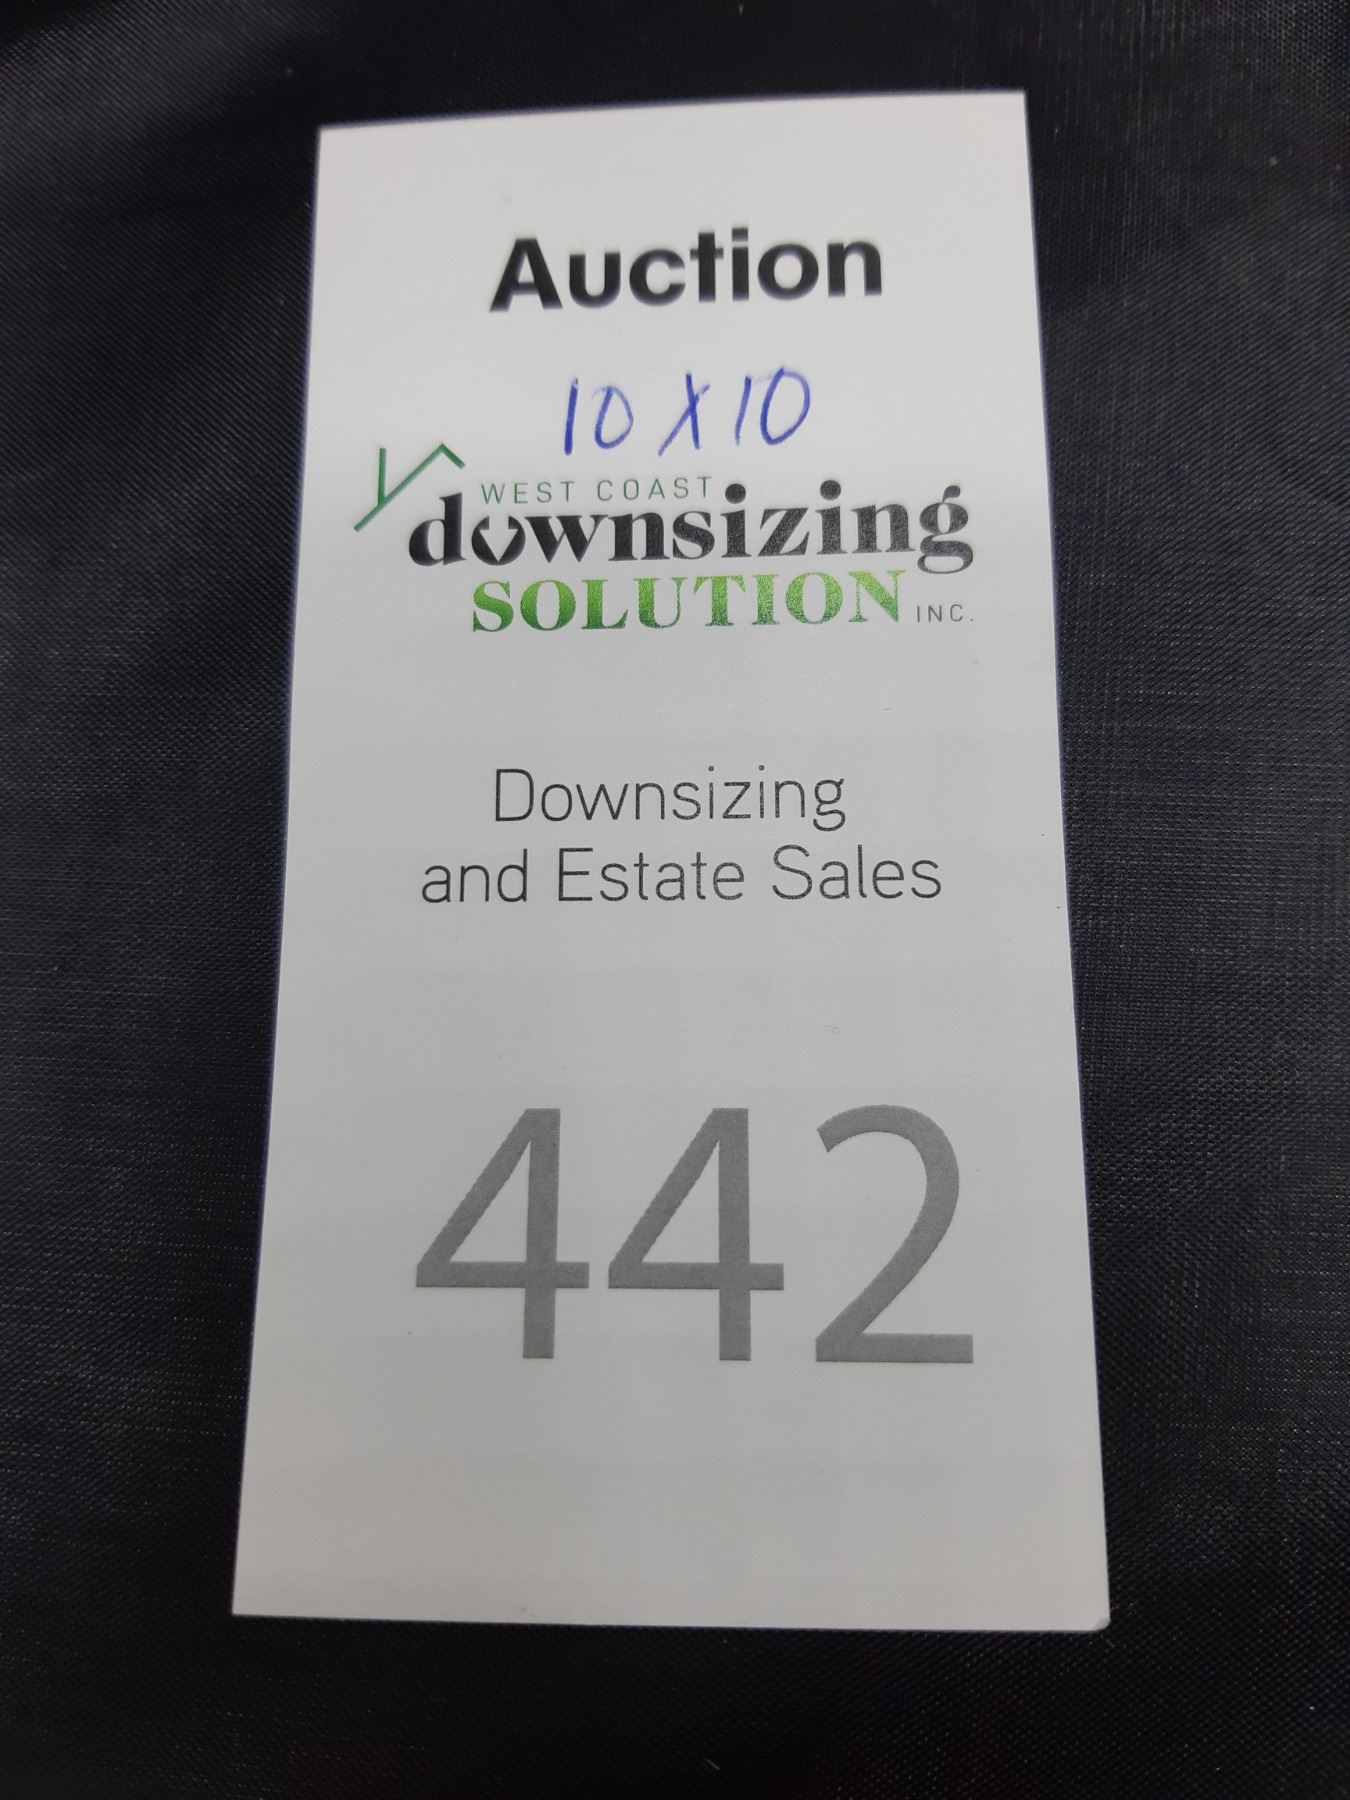 Auction
10 X 10
WEST COAST
downsizing
SOLUTION INC.
Downsizing
and Estate Sales
442